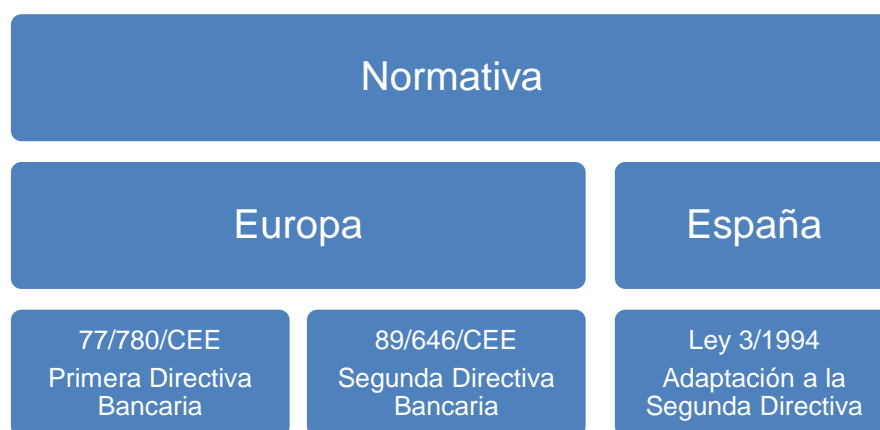 Normativa
Europa
España
77/780/CEE
Primera Directiva
Bancaria
89/646/CEE
Segunda Directiva
Bancaria
Ley 3/1994
Adaptación a la
Segunda Directiva